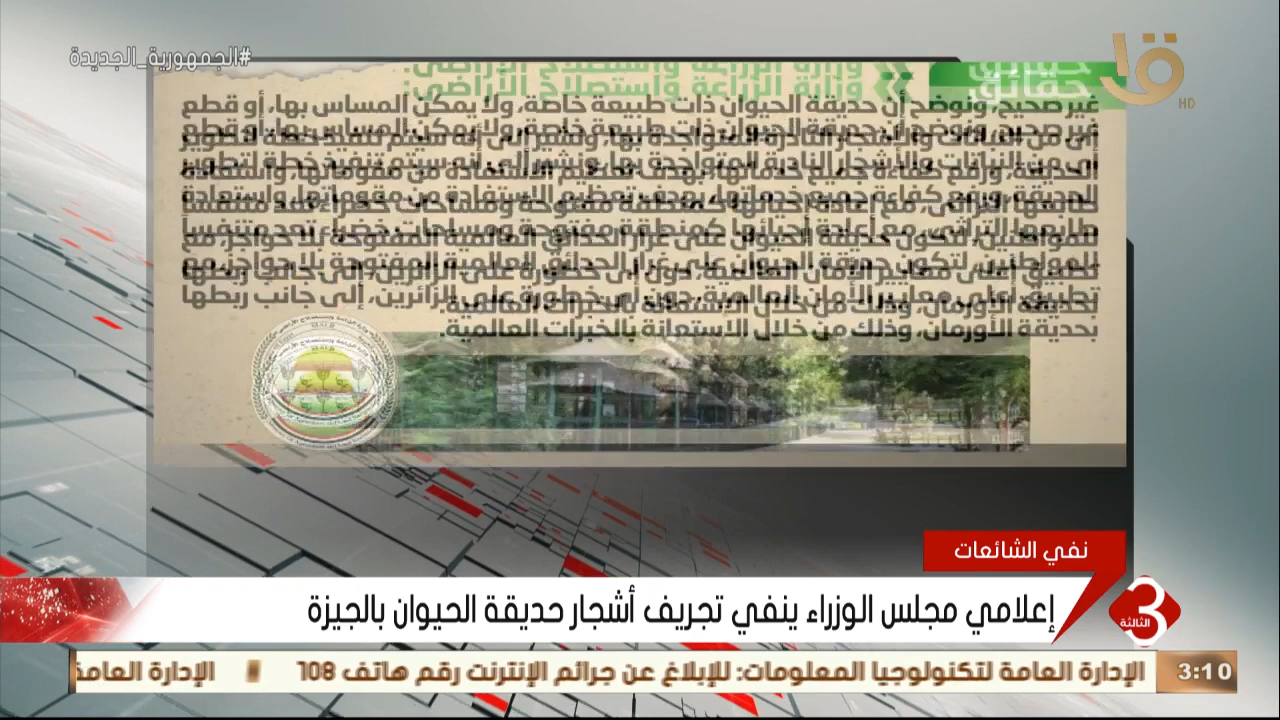 #الجمهورية_الجديدة
HD
حقائق
وزارة الزراعة واستصلاح الأراضي:
غير صحيح، ونوضح أن حديقة الحيوان ذات طبيعة خاصة، ولا يمكن المساس بها، أو قطع
أي من النباتات والأشجار النادرة المتواجدة بها، ونشير إلى أنه سيتم تنفيذ خطة لتطوير
الحديقة، ورفع كفاءة جميع خدماتها، بهدف تعظيم الاستفادة من مقوماتها، واستعادة
طابعها التراثي، مع إعادة إحيائها كمنطقة مفتوحة ومساحات خضراء تعد متنفساً
للمواطنين، لتكون حديقة الحيوان على غرار الحدائق العالمية المفتوحة بلا حواجز، مع
تطبيق أعلى معايير الأمان العالمية، دون أي خطورة على الزائرين، إلى جانب ربطها
بحديقة الأورمان، وذلك من خلال الاستعانة بالخبرات العالمية.
نفي الشائعات
إعلامي مجلس الوزراء ينفي تجريف أشجار حديقة الحيوان بالجيزة
3 الثالثة
3:10
الإدارة العامة لتكنولوجيا المعلومات: للإبلاغ عن جرائم الإنترنت رقم هاتف 108 الإدارة العامة